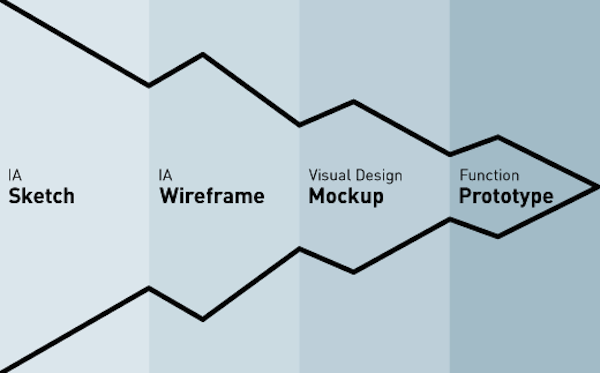 IA
Sketch
IA
Wireframe
Visual Design
Mockup
Function
Prototype